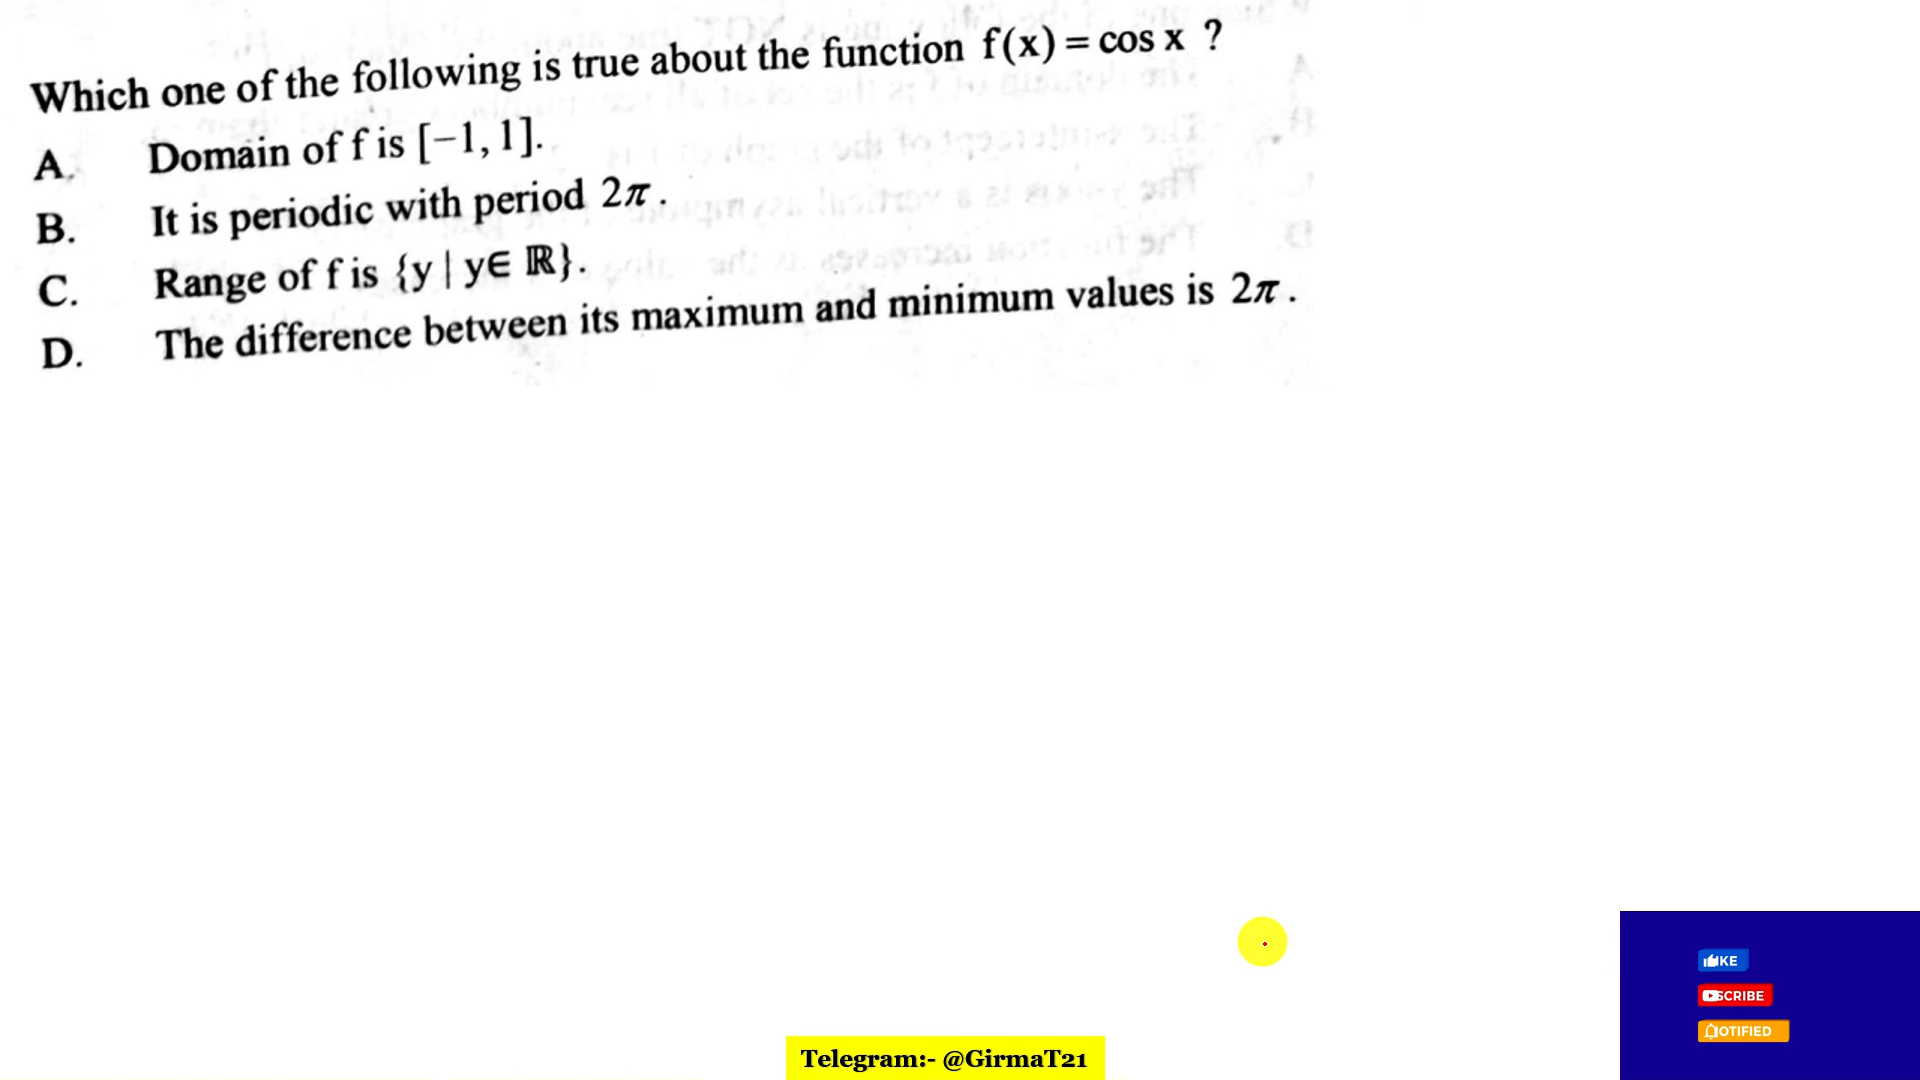 Which one of the following is true about the function f(x) = cos x ?
A. Domain of f is [−1, 1].
B. It is periodic with period 2π.
C. Range of f is {y | y∈ ℝ}.
D. The difference between its maximum and minimum values is 2π.
IKE
SCRIBE
OTIFIED
Telegram:- @GirmaT21